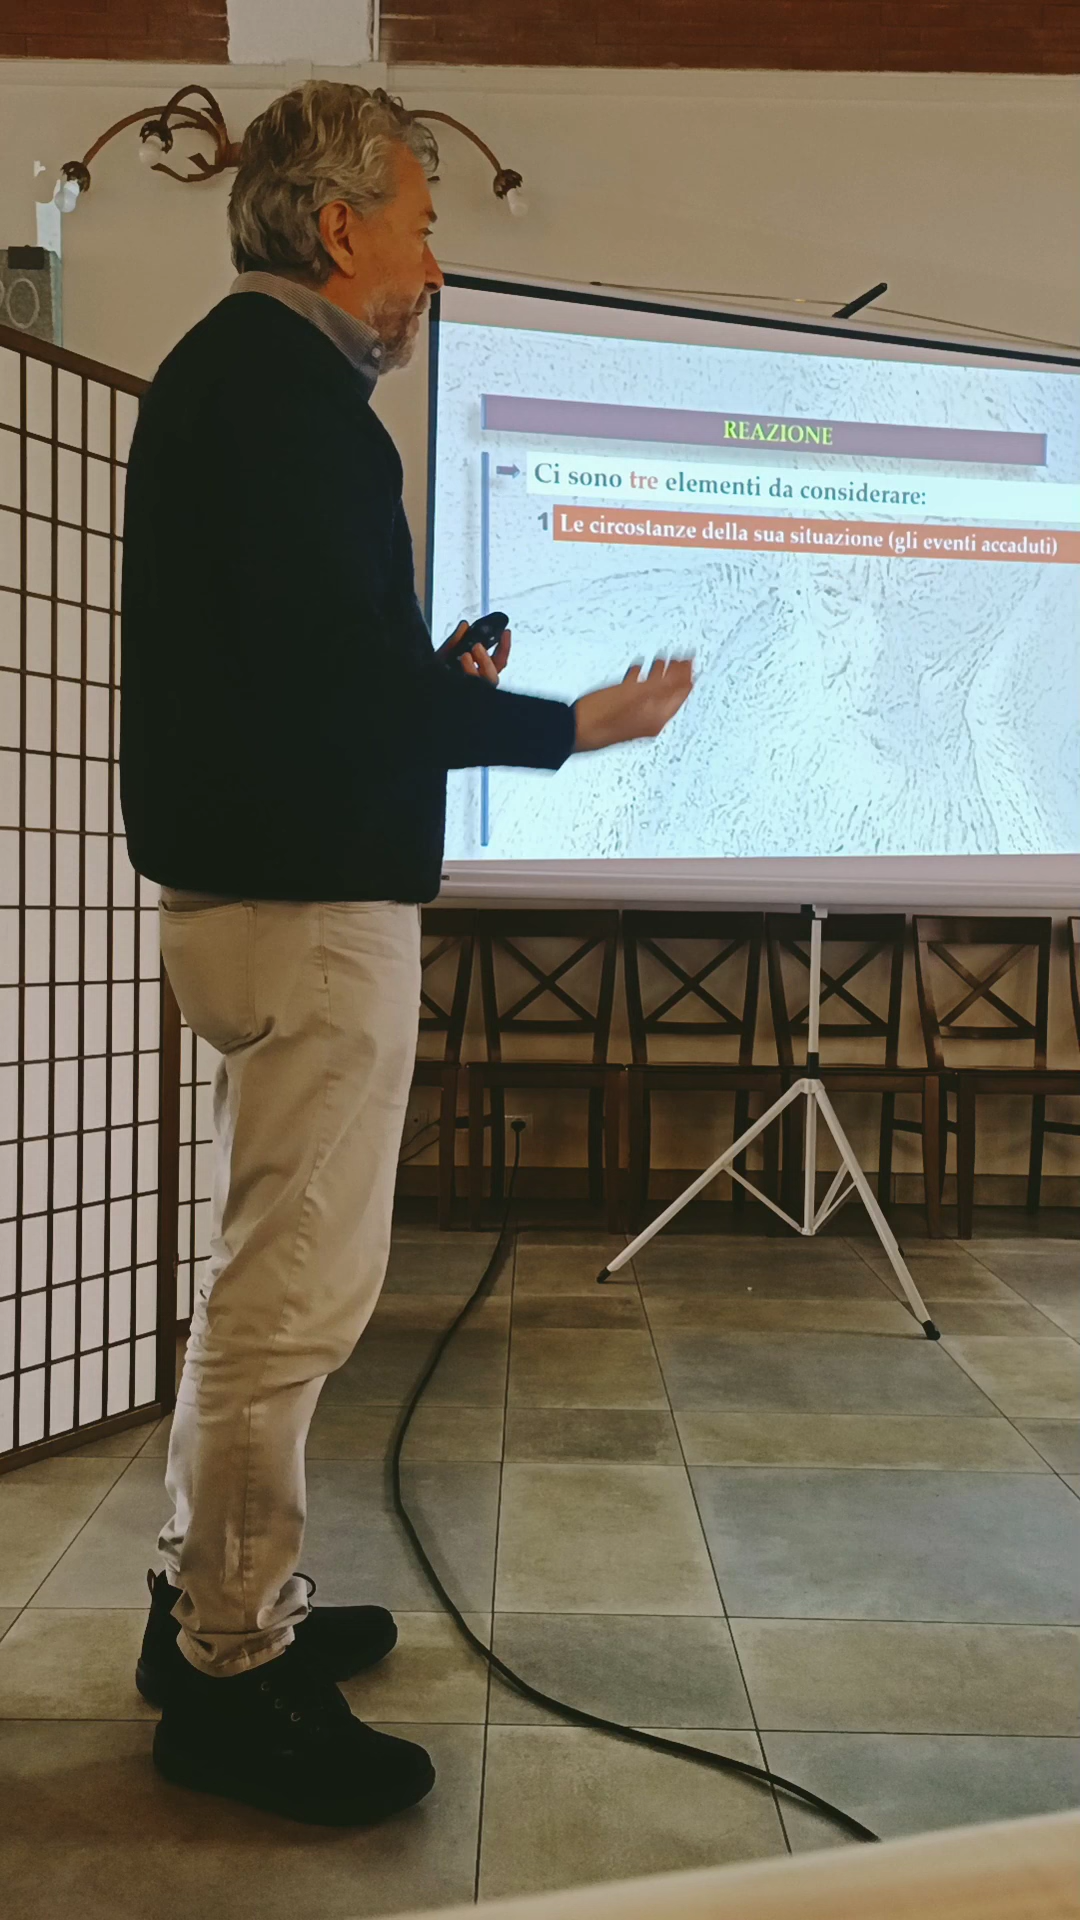 REAZIONE
Ci sono tre elementi da considerare:
1 Le circostanze della sua situazione (gli eventi accaduti)